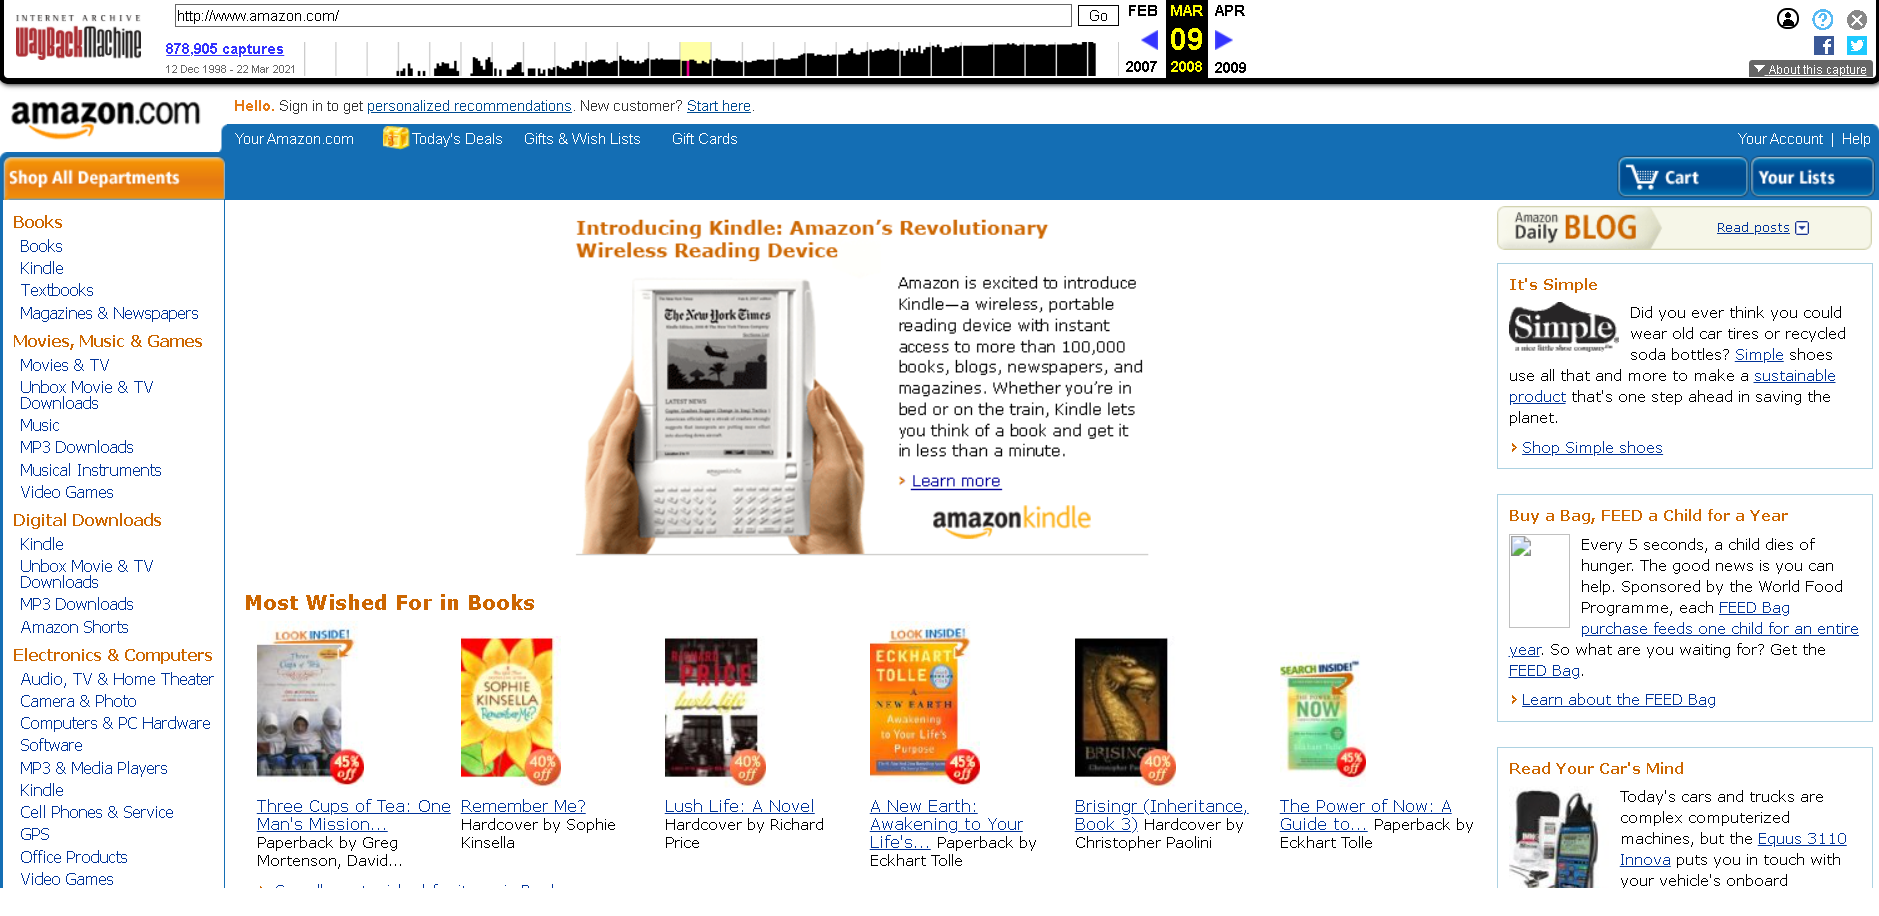 INTERNET ARCHIVE
WayBackMachine
http://www.amazon.com/
Go
878,905 captures
12 Dec 1998 - 22 Mar 2021
FEB MAR APR
09
2007 2008 2009
About this capture
amazon.com
Hello. Sign in to get personalized recommendations. New customer? Start here.
Your Amazon.com Today's Deals Gifts & Wish Lists Gift Cards
Your Account | Help
Shop All Departments
Cart
Your Lists
Books
Books
Kindle
Textbooks
Magazines & Newspapers
Movies, Music & Games
Movies & TV
Unbox Movie & TV
Downloads
Music
MP3 Downloads
Musical Instruments
Video Games
Digital Downloads
Kindle
Unbox Movie & TV
Downloads
MP3 Downloads
Amazon Shorts
Electronics & Computers
Audio, TV & Home Theater
Camera & Photo
Computers & PC Hardware
Software
MP3 & Media Players
Kindle
Cell Phones & Service
GPS
Office Products
Video Games
Introducing Kindle: Amazon's Revolutionary
Wireless Reading Device
The New York Times
LATEST NEWS
amazonkindle
Amazon is excited to introduce
Kindle—a wireless, portable
reading device with instant
access to more than 100,000
books, blogs, newspapers, and
magazines. Whether you're in
bed or on the train, Kindle lets
you think of a book and get it
in less than a minute.
› Learn more
amazonkindle
Most Wished For in Books
LOOK INSIDE!
Three
Cups of Tea
45%
off
Three Cups of Tea: One
Man's Mission...
Paperback by Greg
Mortenson, David...
SOPHIE
KINSELLA
Remember Me?
40%
off
Remember Me?
Hardcover by Sophie
Kinsella
RICHARD
PRICE
lush life
40%
off
Lush Life: A Novel
Hardcover by Richard
Price
LOOK INSIDE!
ECKHART
TOLLE
A
NEW EARTH
Awakening
to Your Life's
Purpose
45%
off
A New Earth:
Awakening to Your
Life's... Paperback by
Eckhart Tolle
BRISINGR
Christopher
40%
off
Brisingr (Inheritance,
Book 3) Hardcover by
Christopher Paolini
SEARCH INSIDE!™
THE POWER OF
NOW
Eckhart Tolle
45%
off
The Power of Now: A
Guide to... Paperback by
Eckhart Tolle
Amazon
Daily BLOG
Read posts
It's Simple
Simple
a nice little shoe company™
Did you ever think you could
wear old car tires or recycled
soda bottles? Simple shoes
use all that and more to make a sustainable
product that's one step ahead in saving the
planet.
› Shop Simple shoes
Buy a Bag, FEED a Child for a Year
Every 5 seconds, a child dies of
hunger. The good news is you can
help. Sponsored by the World Food
Programme, each FEED Bag
purchase feeds one child for an entire
year. So what are you waiting for? Get the
FEED Bag.
› Learn about the FEED Bag
Read Your Car's Mind
Today's cars and trucks are
complex computerized
machines, but the Equus 3110
Innova puts you in touch with
your vehicle's onboard